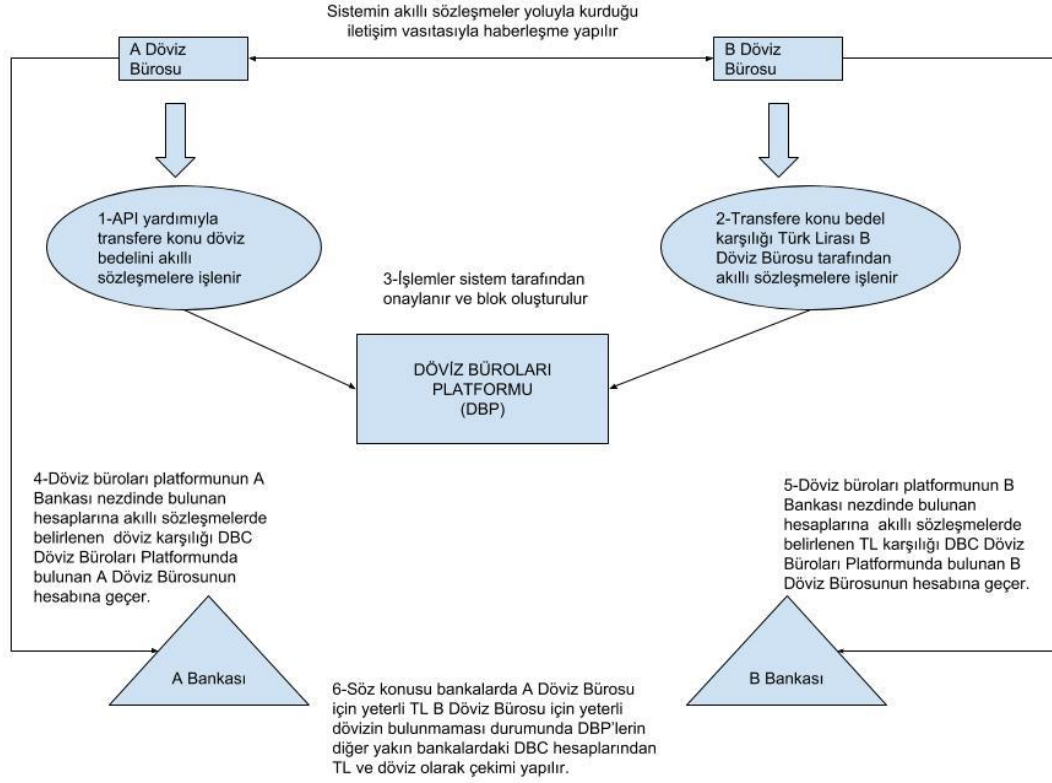 Sistemin akıllı sözleşmeler yoluyla kurduğu
iletişim vasıtasıyla haberleşme yapılır
A Döviz
Bürosu
B Döviz
Bürosu
1-API yardımıyla
transfere konu döviz
bedelini akıllı
sözleşmelere işlenir
2-Transfere konu bedel
karşılığı Türk Lirası B
Döviz Bürosu tarafından
akıllı sözleşmelere işlenir
3-İşlemler sistem tarafından
onaylanır ve blok oluşturulur
DÖVİZ BÜROLARI
PLATFORMU
(DBP)
4-Döviz büroları platformunun A
Bankası nezdinde bulunan
hesaplarına akıllı sözleşmelerde
belirlenen döviz karşılığı DBC
Döviz Büroları Platformunda
bulunan A Döviz Bürosunun
hesabına geçer.
5-Döviz büroları platformunun B
Bankası nezdinde bulunan
hesaplarına akıllı sözleşmelerde
belirlenen TL karşılığı DBC Döviz
Büroları Platformunda bulunan B
Döviz Bürosunun hesabına geçer.
A Bankası
B Bankası
6-Söz konusu bankalarda A Döviz Bürosu
için yeterli TL B Döviz Bürosu için yeterli
dövizin bulunmaması durumunda DBP'lerin
diğer yakın bankalardaki DBC hesaplarından
TL ve döviz olarak çekimi yapılır.